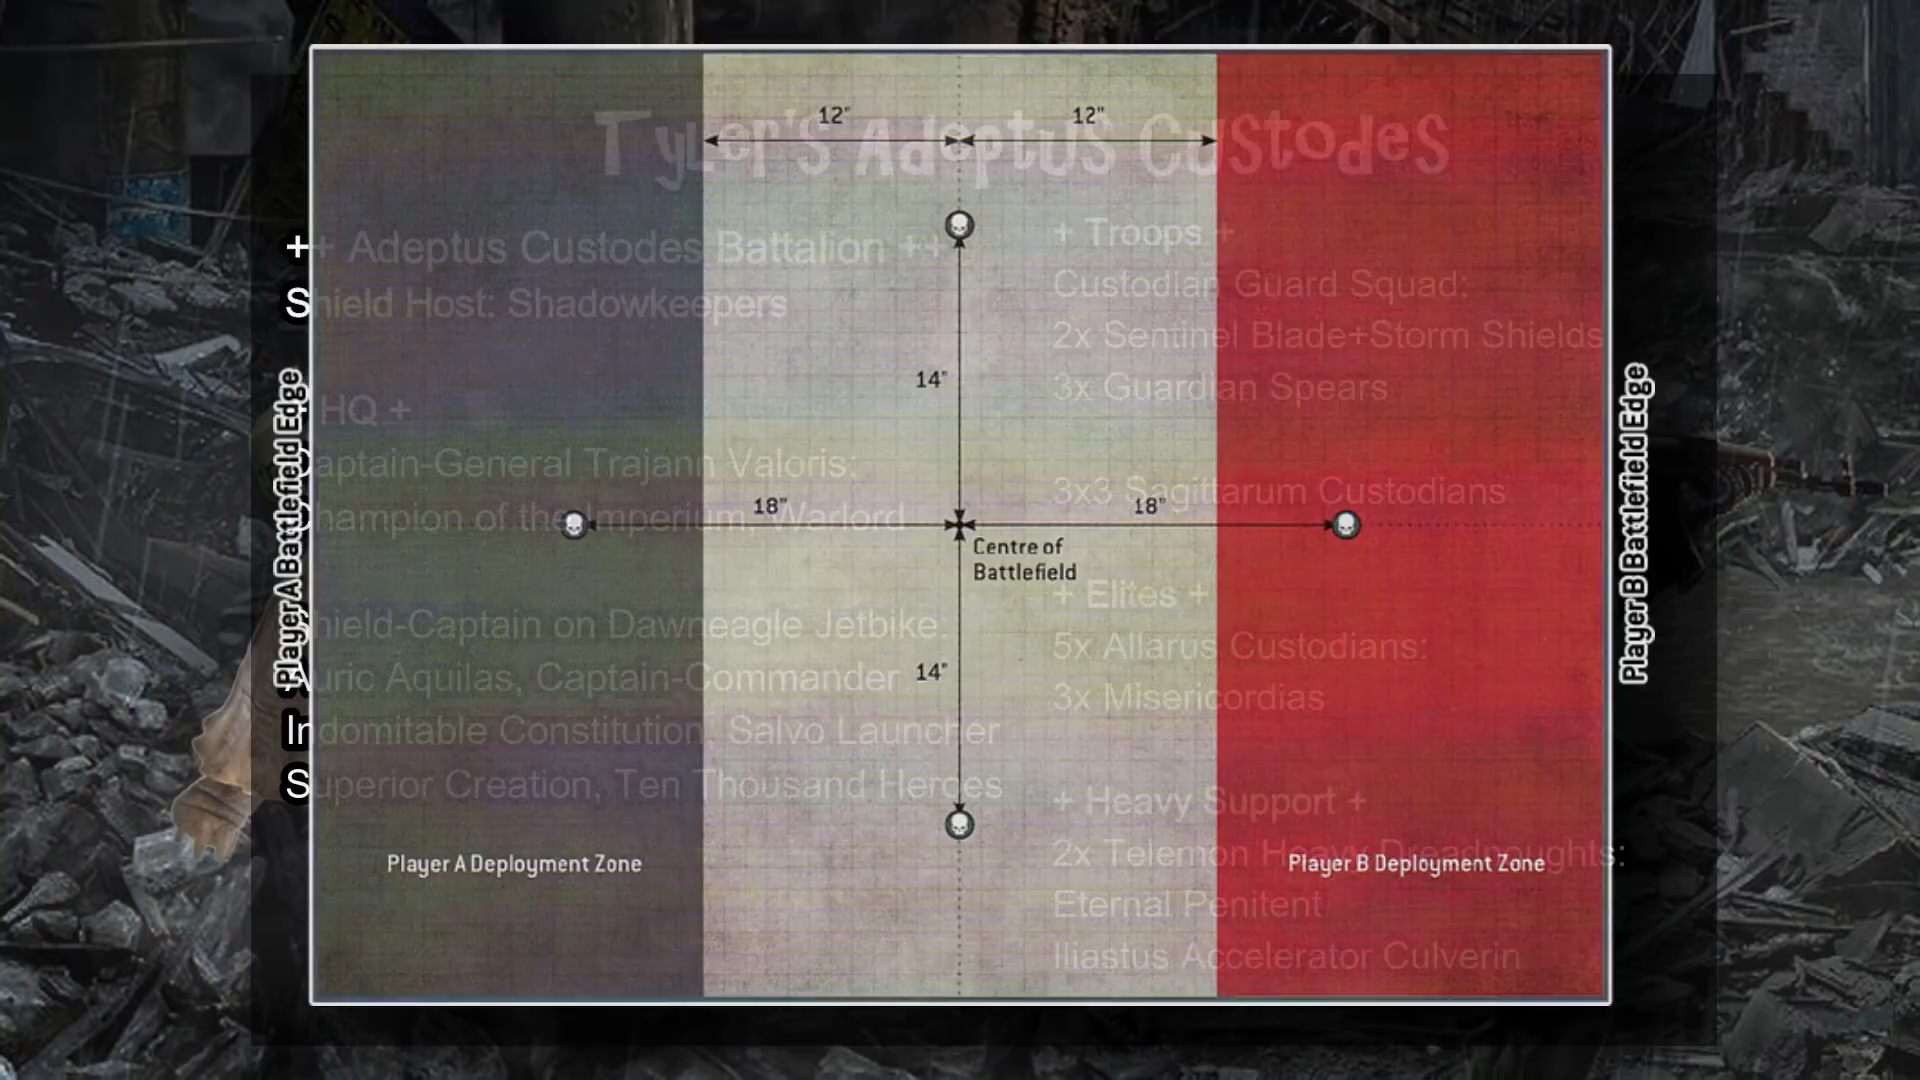 Tyler's Adeptus Custodes
++ Adeptus Custodes Battalion ++
Shield Host: Shadowkeepers
HQ +
Captain-General Trajann Valoris:
Champion of the Imperium, Warlord
Shield-Captain on Dawneagle Jetbike:
Auric Aquilas, Captain-Commander
Indomitable Constitution, Salvo Launcher
Superior Creation, Ten Thousand Heroes
+ Troops +
Custodian Guard Squad:
2x Sentinel Blade+Storm Shields
3x Guardian Spears
3x3 Sagittarum Custodians
+ Elites +
5x Allarus Custodians:
3x Misericordias
+ Heavy Support +
2x Telemon Heavy Dreadnoughts:
Eternal Penitent
Iliastus Accelerator Culverin
12"
12"
14"
18"
18"
Centre of
Battlefield
14"
Player A Deployment Zone
Player B Deployment Zone
Player A Battlefield Edge
Player B Battlefield Edge